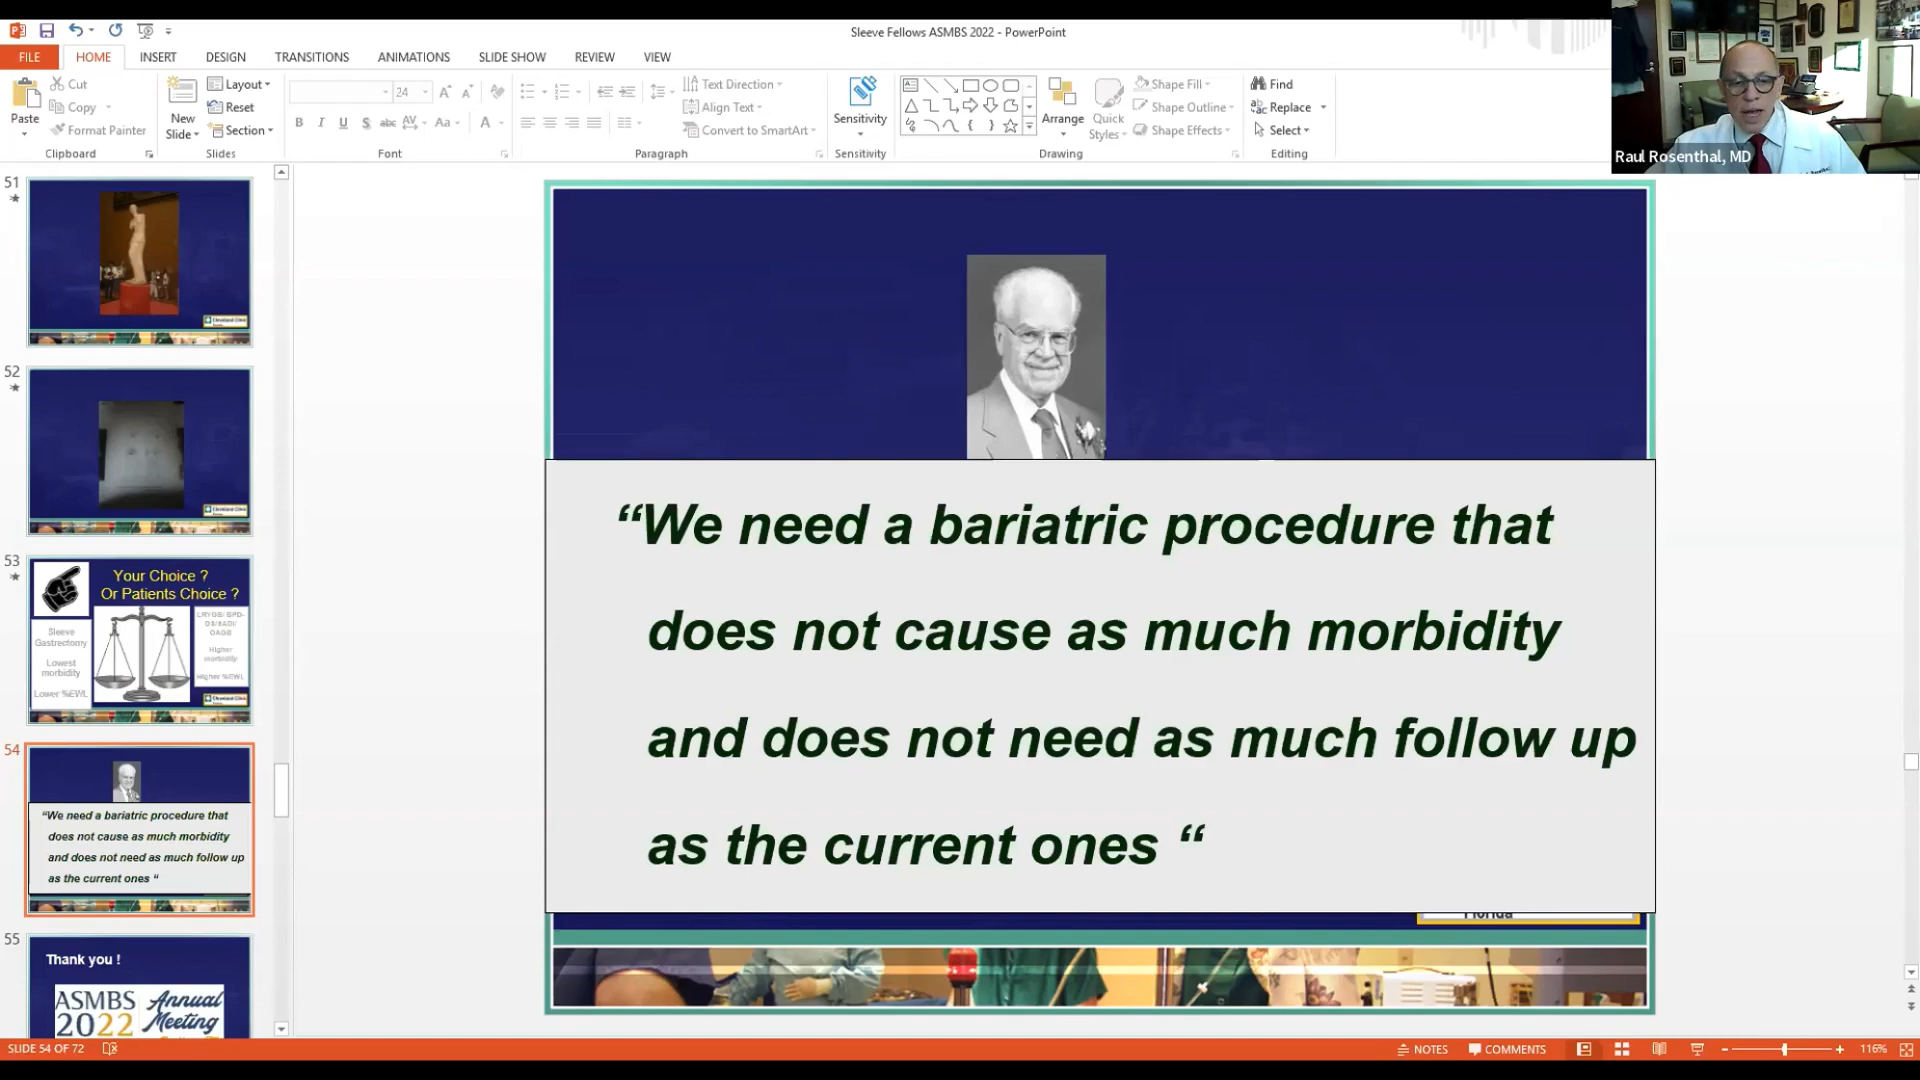 Sleeve Fellows ASMBS 2022 - PowerPoint
FILE
HOME
INSERT
DESIGN
TRANSITIONS
ANIMATIONS
SLIDE SHOW
REVIEW
VIEW
Paste
Cut
Copy
Format Painter
Clipboard
New
Slide
Layout
Reset
Section
Slides
24
Font
Text Direction
Align Text
Convert to SmartArt
Paragraph
Sensitivity
Sensitivity
Arrange
Quick
Styles
Shape Fill
Shape Outline
Shape Effects
Drawing
Find
Replace
Select
Editing
Raul Rosenthal, MD
51
52
53
Your Choice ?
Or Patients Choice ?
Sleeve
Gastrectomy
Lowest
morbidity
Lower %EWL
LRYGB/ BPD-
DS/SADI/
OAGB
Higher
morbidity
Higher %EWL
54
“We need a bariatric procedure that
does not cause as much morbidity
and does not need as much follow up
as the current ones “
55
Thank you !
ASMBS
2022
Annual
Meeting
“We need a bariatric procedure that
does not cause as much morbidity
and does not need as much follow up
as the current ones “
Florida
SLIDE 54 OF 72
NOTES
COMMENTS
116%